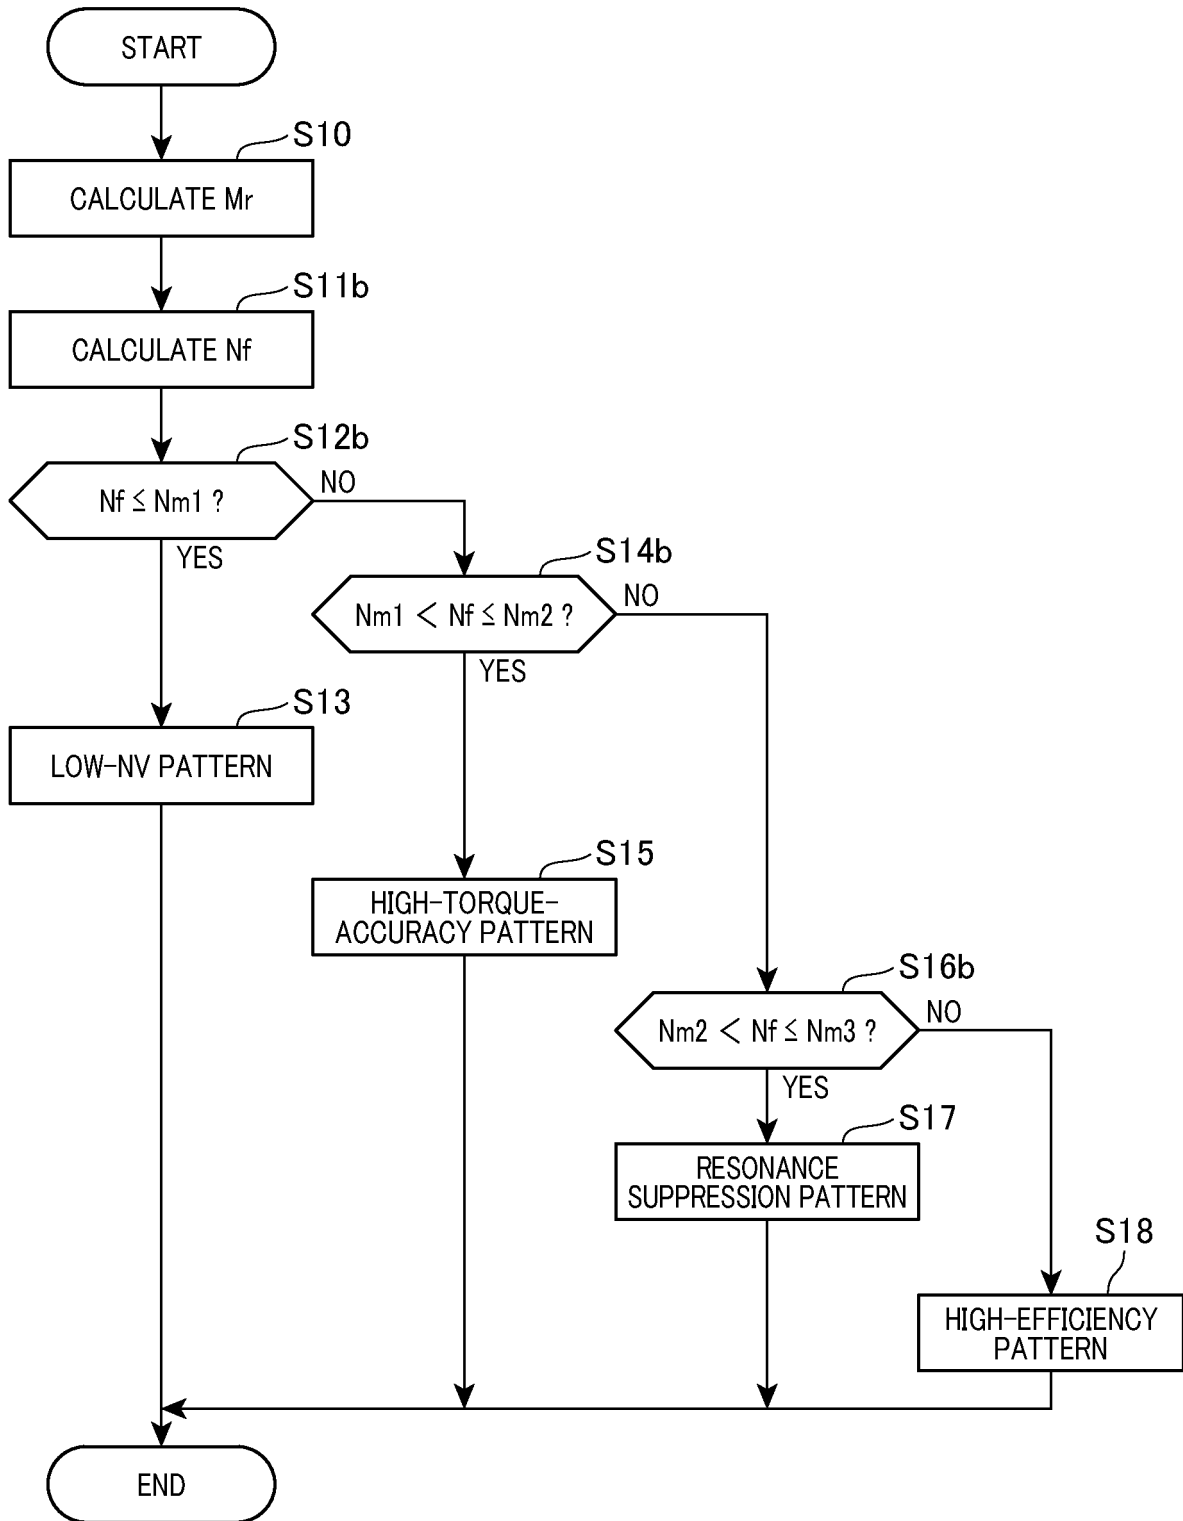 START
S10
CALCULATE Mr
S11b
CALCULATE Nf
S12b
Nf ≦ Nm1 ?
NO
YES
S14b
Nm1 < Nf ≦ Nm2 ?
NO
YES
S13
LOW-NV PATTERN
S15
HIGH-TORQUE-
ACCURACY PATTERN
S16b
Nm2 < Nf ≦ Nm3 ?
NO
YES
S17
RESONANCE
SUPPRESSION PATTERN
S18
HIGH-EFFICIENCY
PATTERN
END